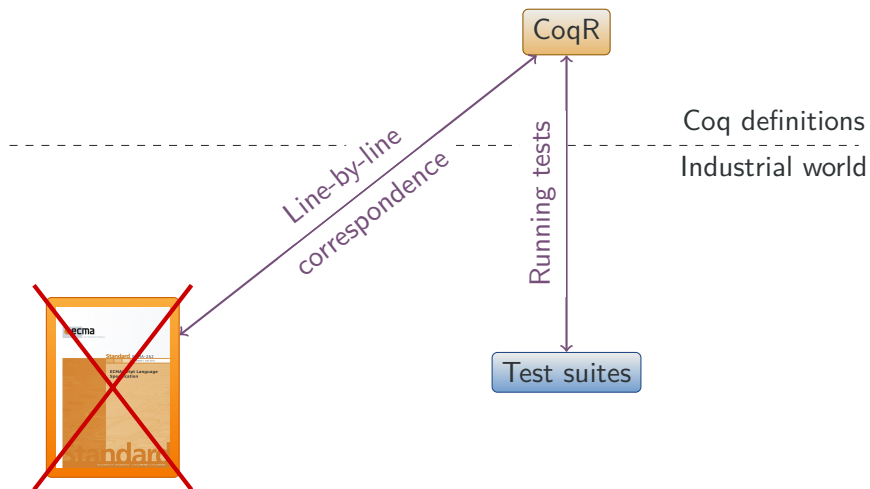 CoqR
Coq definitions
Industrial world
Line-by-line
correspondence
Running tests
Test suites
ecma
Standard
standard